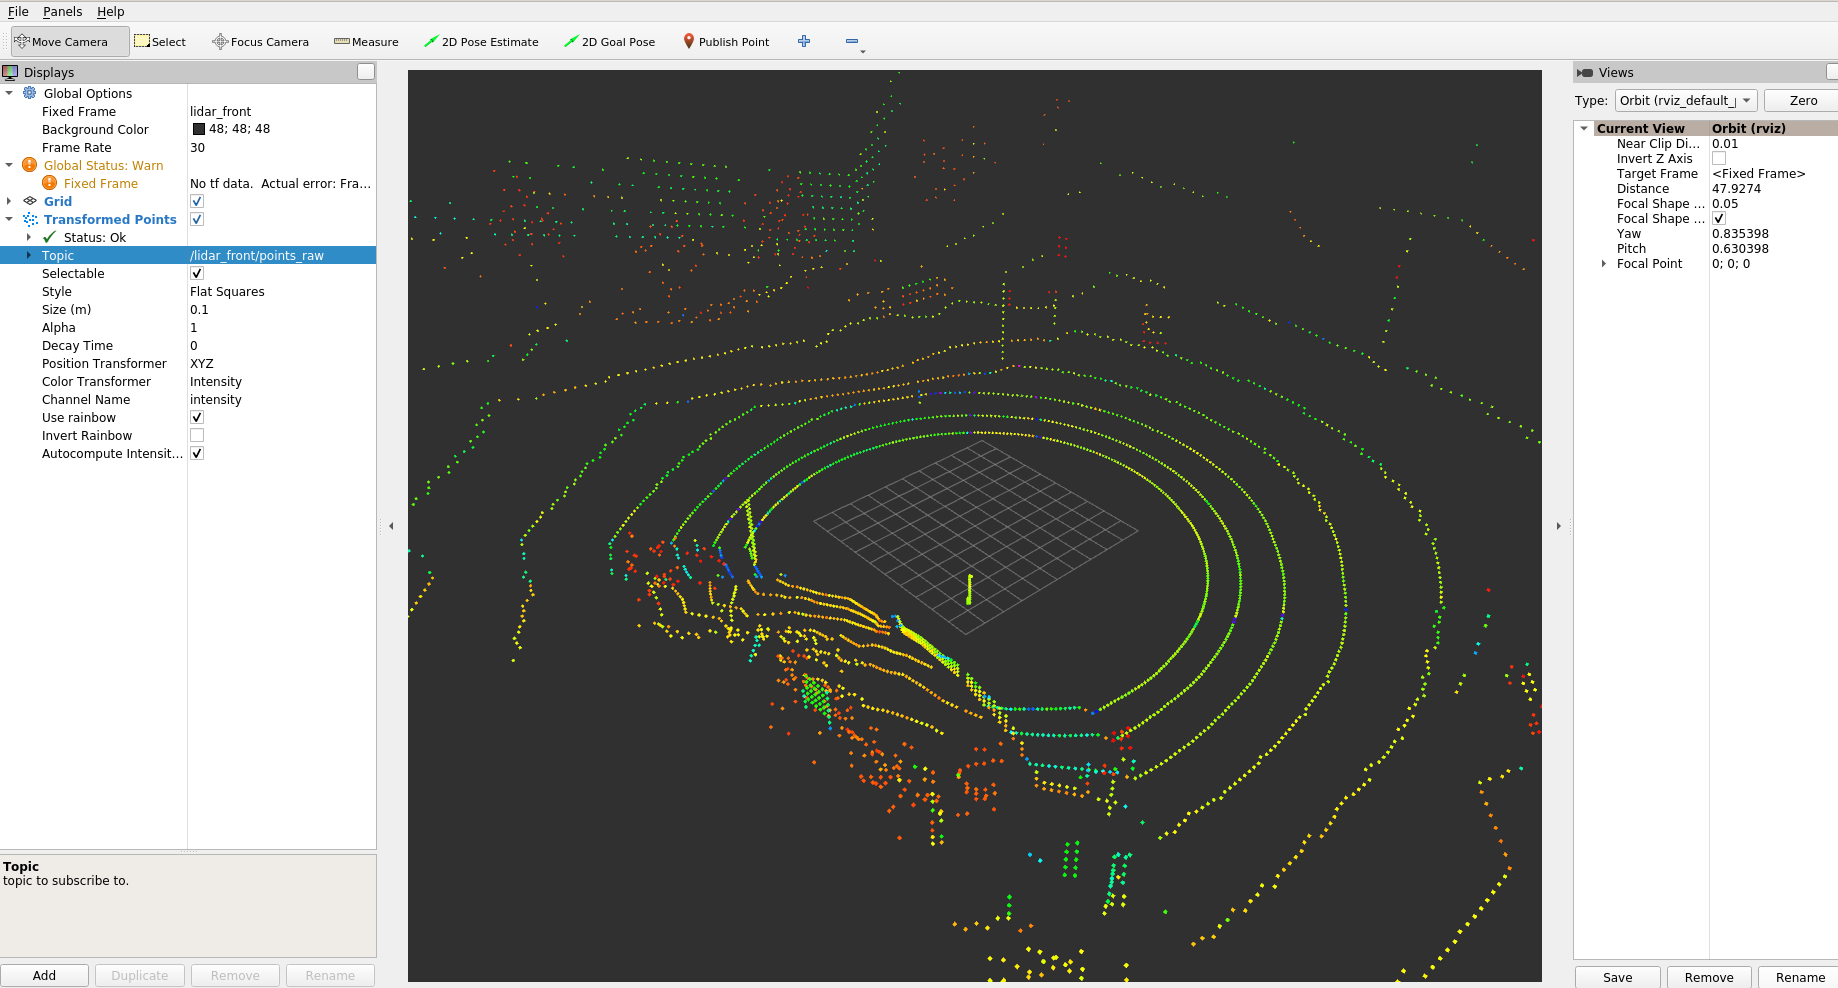 File Panels Help
Move Camera Select Focus Camera Measure 2D Pose Estimate 2D Goal Pose Publish Point
Displays
Global Options
Fixed Frame lidar_front
Background Color 48; 48; 48
Frame Rate 30
Global Status: Warn
Fixed Frame No tf data. Actual error: Fra...
Grid
Transformed Points
Status: Ok
Topic /lidar_front/points_raw
Selectable
Style Flat Squares
Size (m) 0.1
Alpha 1
Decay Time 0
Position Transformer XYZ
Color Transformer Intensity
Channel Name intensity
Use rainbow
Invert Rainbow
Autocompute Intensit...
Topic
topic to subscribe to.
Add Duplicate Remove Rename
Views
Type: Orbit (rviz_default_ Zero
Current View Orbit (rviz)
Near Clip Di... 0.01
Invert Z Axis
Target Frame <Fixed Frame>
Distance 47.9274
Focal Shape ... 0.05
Focal Shape ...
Yaw 0.835398
Pitch 0.630398
Focal Point 0; 0; 0
Save Remove Rename